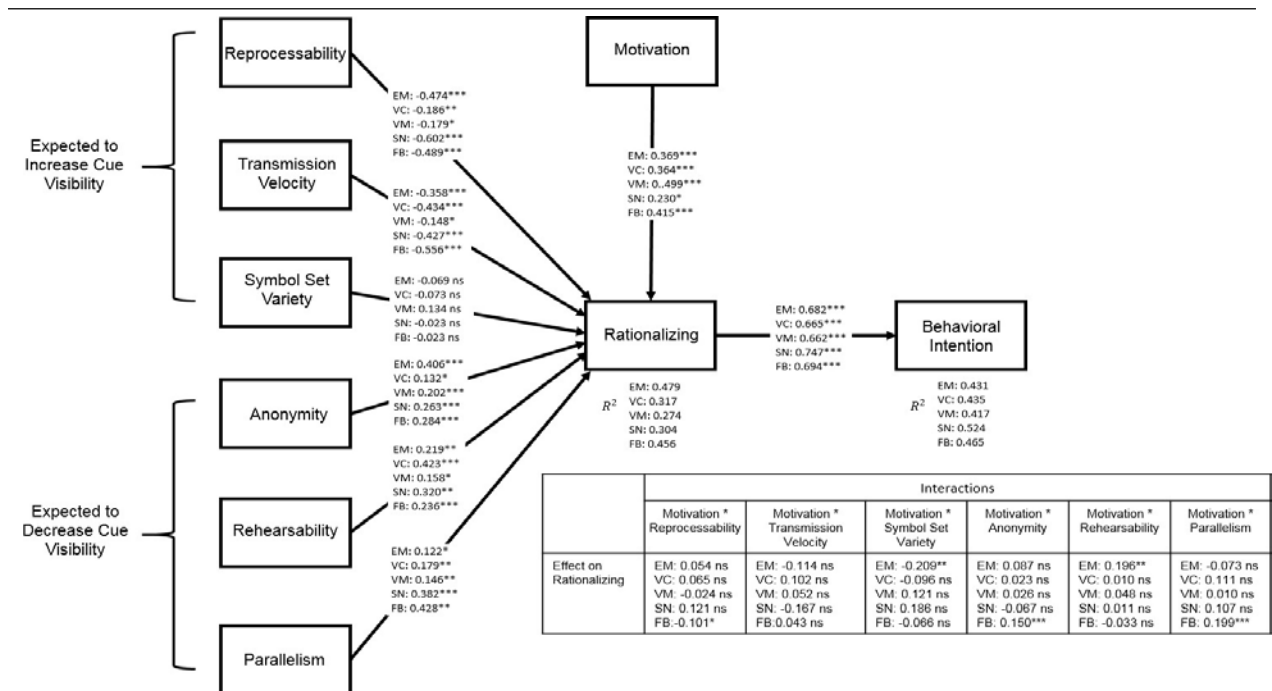 Expected to
Increase Cue
Visibility
Reprocessability
EM: -0.474***
VC: -0.186**
VM: -0.179*
SN: -0.602***
FB: -0.489***
Transmission
Velocity
EM: -0.358***
VC: -0.434***
VM: -0.148*
SN: -0.427***
FB: -0.556***
Symbol Set
Variety
EM: -0.069 ns
VC: -0.073 ns
VM: 0.134 ns
SN: -0.023 ns
FB: -0.023 ns
Expected to
Decrease Cue
Visibility
Anonymity
EM: 0.406***
VC: 0.132*
VM: 0.202***
SN: 0.263***
FB: 0.284***
Rehearsability
EM: 0.219**
VC: 0.423***
VM: 0.158*
SN: 0.320**
FB: 0.236***
Parallelism
EM: 0.122*
VC: 0.179**
VM: 0.146**
SN: 0.382***
FB: 0.428**
Motivation
EM: 0.369***
VC: 0.364***
VM: 0..499***
SN: 0.230*
FB: 0.415***
Rationalizing
R²
EM: 0.479
VC: 0.317
VM: 0.274
SN: 0.304
FB: 0.456
EM: 0.682***
VC: 0.665***
VM: 0.662***
SN: 0.747***
FB: 0.694***
Behavioral
Intention
R²
EM: 0.431
VC: 0.435
VM: 0.417
SN: 0.524
FB: 0.465
Interactions
Motivation *
Reprocessability
Motivation *
Transmission
Velocity
Motivation *
Symbol Set
Variety
Motivation *
Anonymity
Motivation *
Rehearsability
Motivation *
Parallelism
Effect on
Rationalizing
EM: 0.054 ns
VC: 0.065 ns
VM: -0.024 ns
SN: 0.121 ns
FB:-0.101*
EM: -0.114 ns
VC: 0.102 ns
VM: 0.052 ns
SN: -0.167 ns
FB:0.043 ns
EM: -0.209**
VC: -0.096 ns
VM: 0.121 ns
SN: 0.186 ns
FB: -0.066 ns
EM: 0.087 ns
VC: 0.023 ns
VM: 0.026 ns
SN: -0.067 ns
FB: 0.150***
EM: 0.196**
VC: 0.010 ns
VM: 0.048 ns
SN: 0.011 ns
FB: -0.033 ns
EM: -0.073 ns
VC: 0.111 ns
VM: 0.010 ns
SN: 0.107 ns
FB: 0.199***